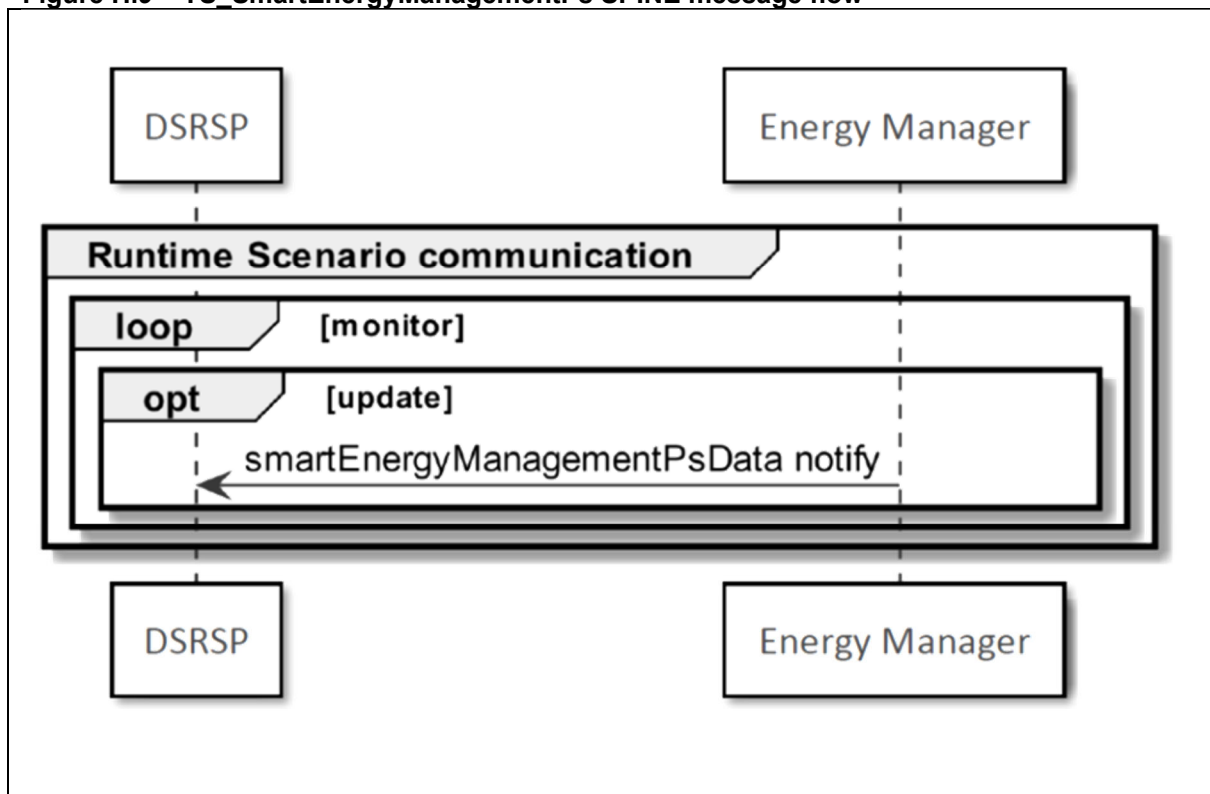 DSRSP
Energy Manager
Runtime Scenario communication
loop [monitor]
opt [update]
smartEnergyManagementPsData notify
DSRSP
Energy Manager